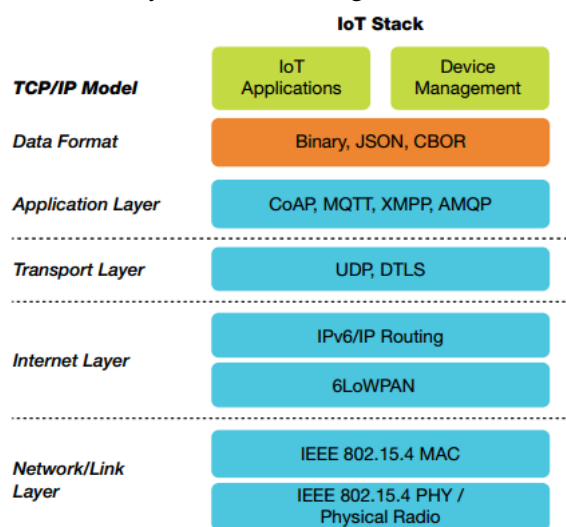 IoT Stack
TCP/IP Model
IoT
Applications
Device
Management
Data Format
Binary, JSON, CBOR
Application Layer
CoAP, MQTT, XMPP, AMQP
Transport Layer
UDP, DTLS
Internet Layer
IPv6/IP Routing
6LoWPAN
Network/Link
Layer
IEEE 802.15.4 MAC
IEEE 802.15.4 PHY /
Physical Radio